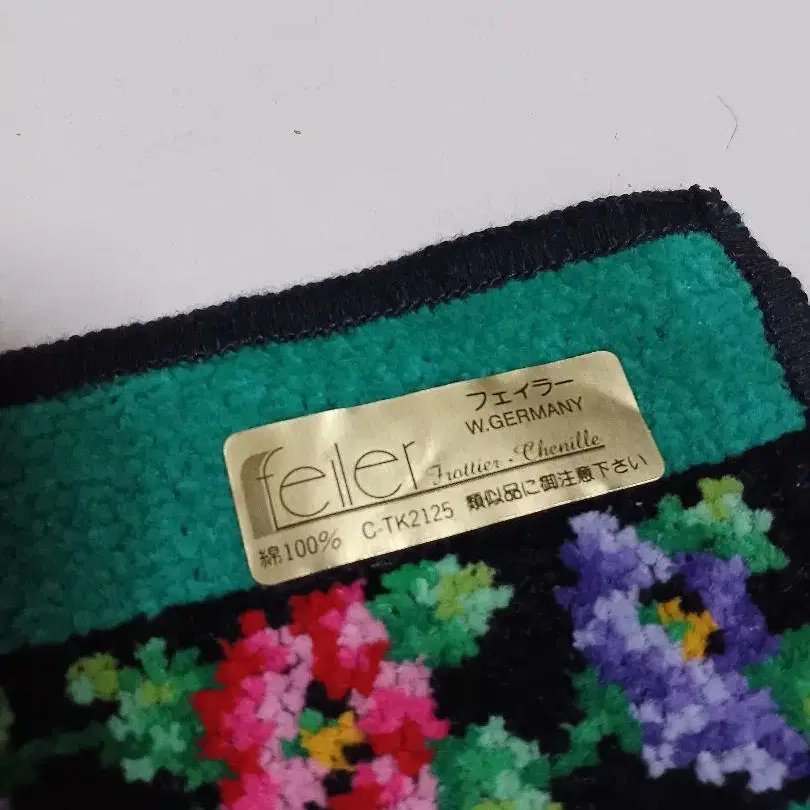 フェイラー
W.GERMANY
feiler
Frottier・Chenille
綿100% C-TK2125 類似品に御注意下さい